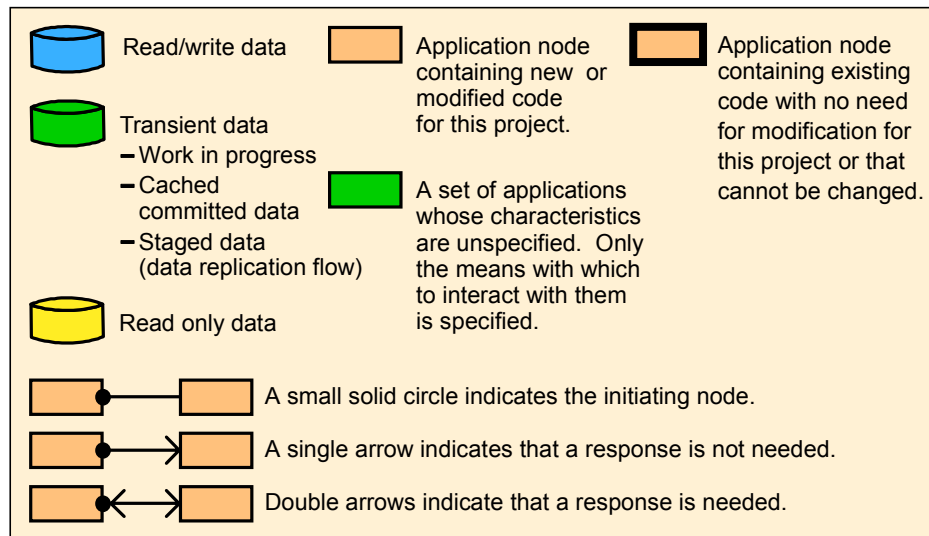 Read/write data
Transient data
– Work in progress
– Cached
committed data
– Staged data
(data replication flow)
Read only data
Application node
containing new or
modified code
for this project.
A set of applications
whose characteristics
are unspecified. Only
the means with which
to interact with them
is specified.
Application node
containing existing
code with no need
for modification for
this project or that
cannot be changed.
A small solid circle indicates the initiating node.
A single arrow indicates that a response is not needed.
Double arrows indicate that a response is needed.